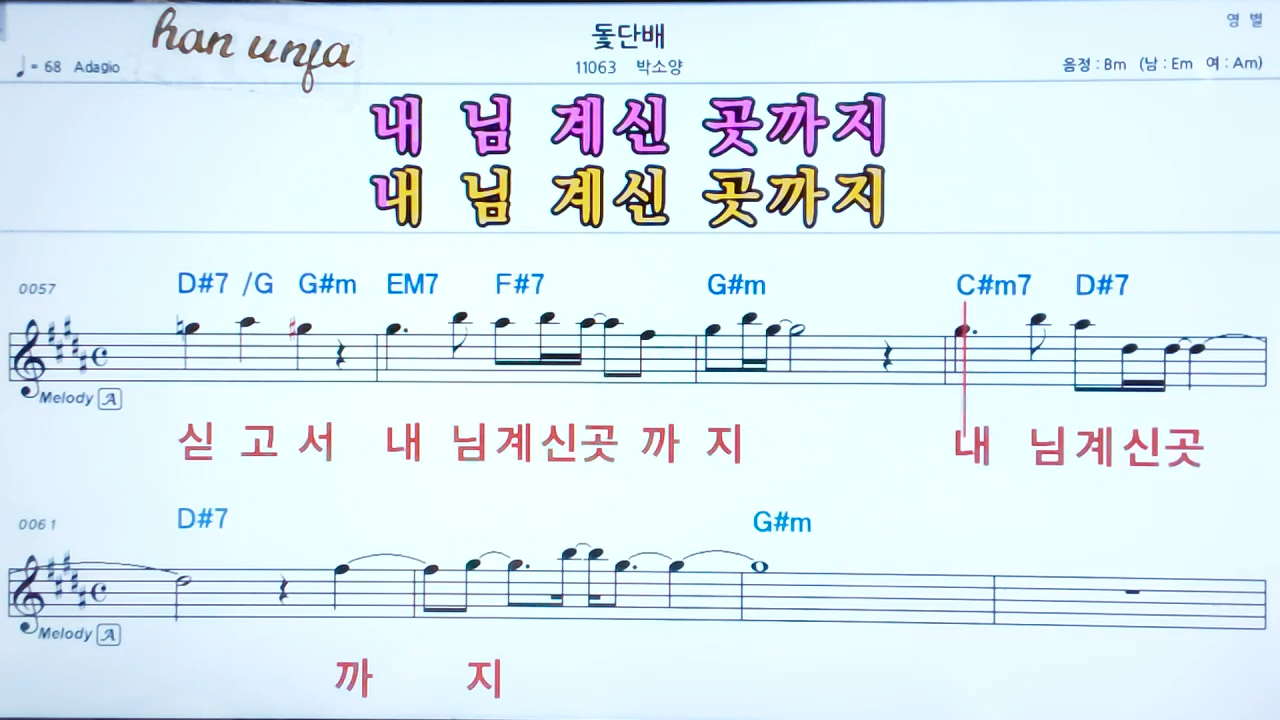 han unfa
돛단배
영 별
♩= 68 Adagio
11063 박소양
음정 : Bm (남 : Em 여 : Am)
내 님 계신 곳까지
내 님 계신 곳까지
0057 D#7 /G G#m EM7 F#7 G#m C#m7 D#7
Melody A
싣 고 서 내 님계신곳 까 지 내 님계신곳
0061 D#7 G#m
Melody A
까 지